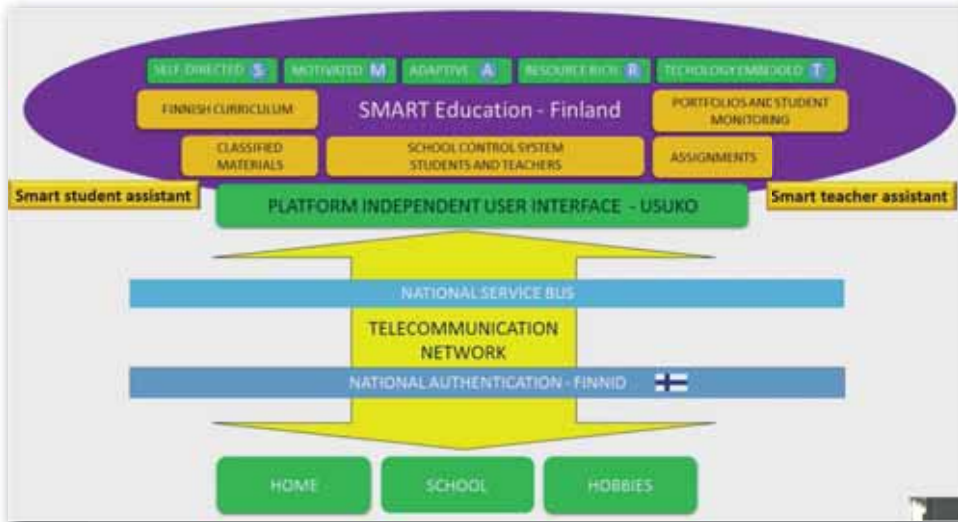 SELF-DIRECTED S
MOTIVATED M
ADAPTIVE A
RESOURCE RICH R
TECHOLOGY EMBEDDED T
FINNISH CURRICULUM
SMART Education - Finland
PORTFOLIOS AND STUDENT
MONITORING
CLASSIFIED
MATERIALS
SCHOOL CONTROL SYSTEM
STUDENTS AND TEACHERS
ASSIGNMENTS
Smart student assistant
PLATFORM INDEPENDENT USER INTERFACE - USUKO
Smart teacher assistant
NATIONAL SERVICE BUS
TELECOMMUNICATION
NETWORK
NATIONAL AUTHENTICATION - FINNID
HOME
SCHOOL
HOBBIES